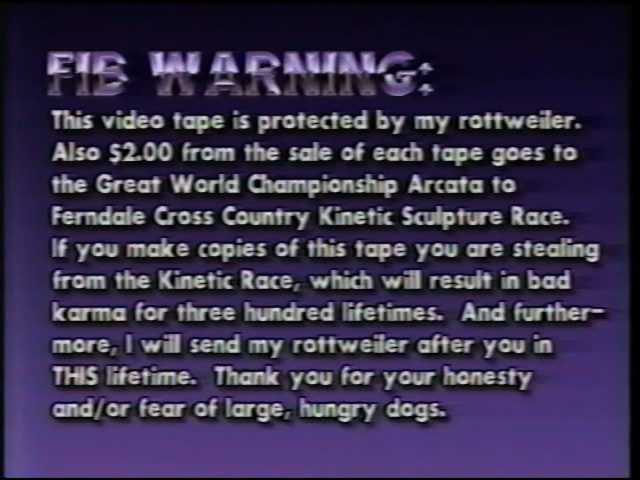 FIB WARNING:
This video tape is protected by my rottweiler.
Also $2.00 from the sale of each tape goes to
the Great World Championship Arcata to
Ferndale Cross Country Kinetic Sculpture Race.
If you make copies of this tape you are stealing
from the Kinetic Race, which will result in bad
karma for three hundred lifetimes. And further-
more, I will send my rottweiler after you in
THIS lifetime. Thank you for your honesty
and/or fear of large, hungry dogs.